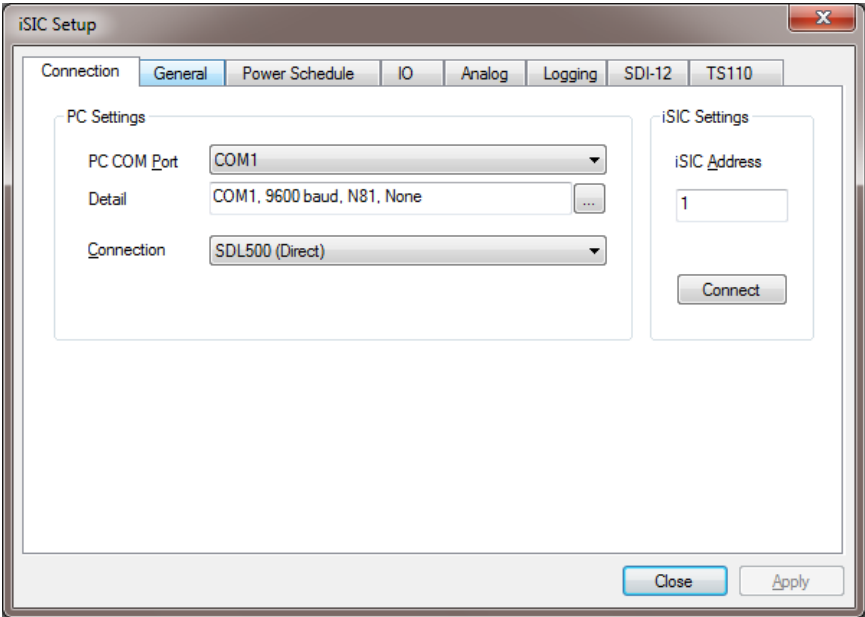 iSIC Setup
x
Connection General Power Schedule IO Analog Logging SDI-12 TS110
PC Settings
PC COM Port COM1
Detail COM1, 9600 baud, N81, None ...
Connection SDL500 (Direct)
iSIC Settings
iSIC Address
1
Connect
Close Apply